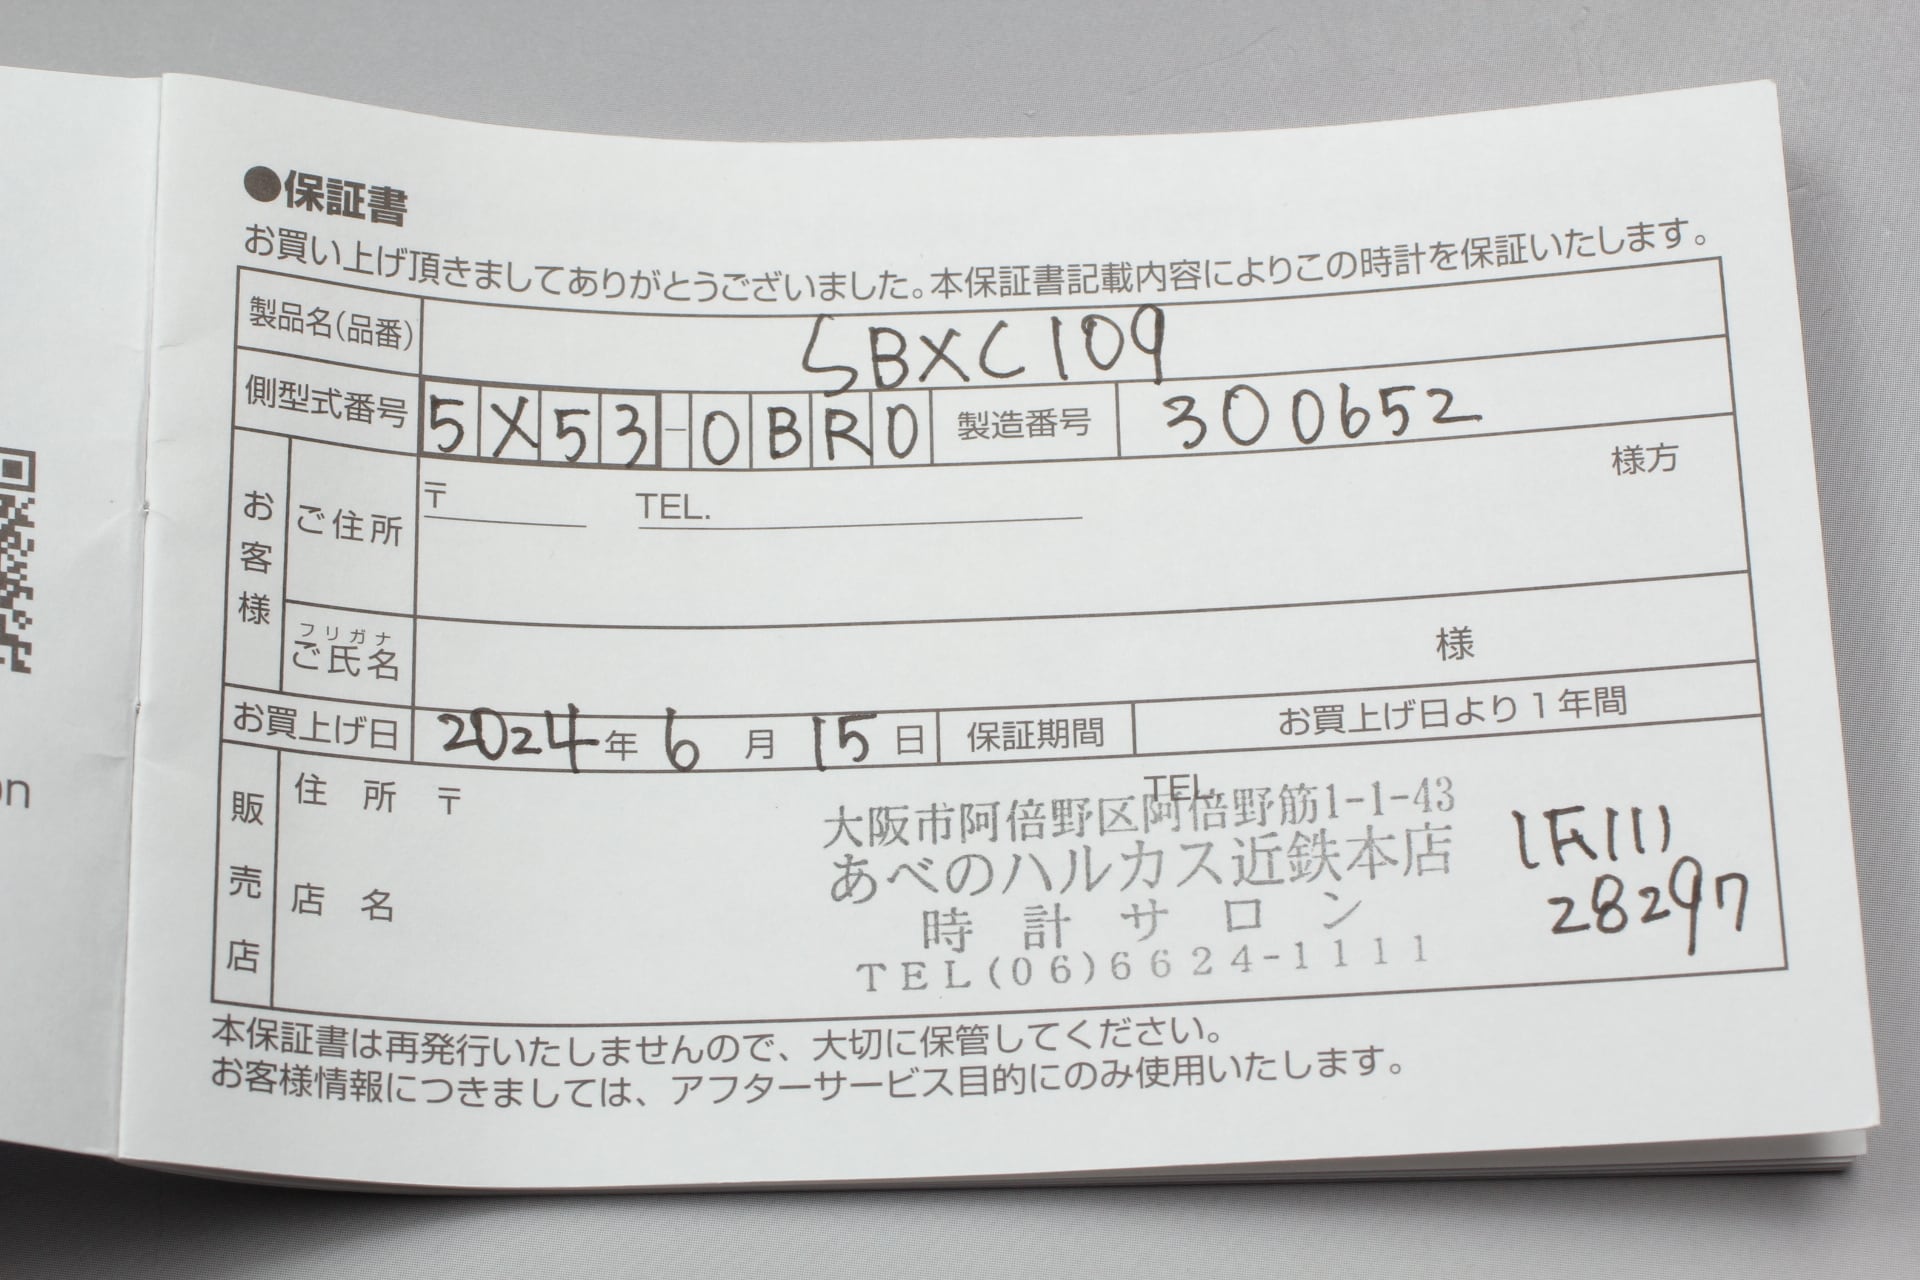 ●保証書
お買い上げ頂きましてありがとうございました。本保証書記載内容によりこの時計を保証いたします。
製品名(品番) SBXC109
側型式番号 5X53-0BR0 製造番号 300652
お客様 ご住所 〒 TEL. 様方
フリガナ
ご氏名 様
お買上げ日 2024年 6 月 15 日 保証期間 お買上げ日より1年間
販売店 住所 〒 TEL.
大阪市阿倍野区阿倍野筋1-1-43
あべのハルカス近鉄本店
店名 時計サロン
TEL(06)6624-1111
28297
本保証書は再発行いたしませんので、大切に保管してください。
お客様情報につきましては、アフターサービス目的にのみ使用いたします。
on